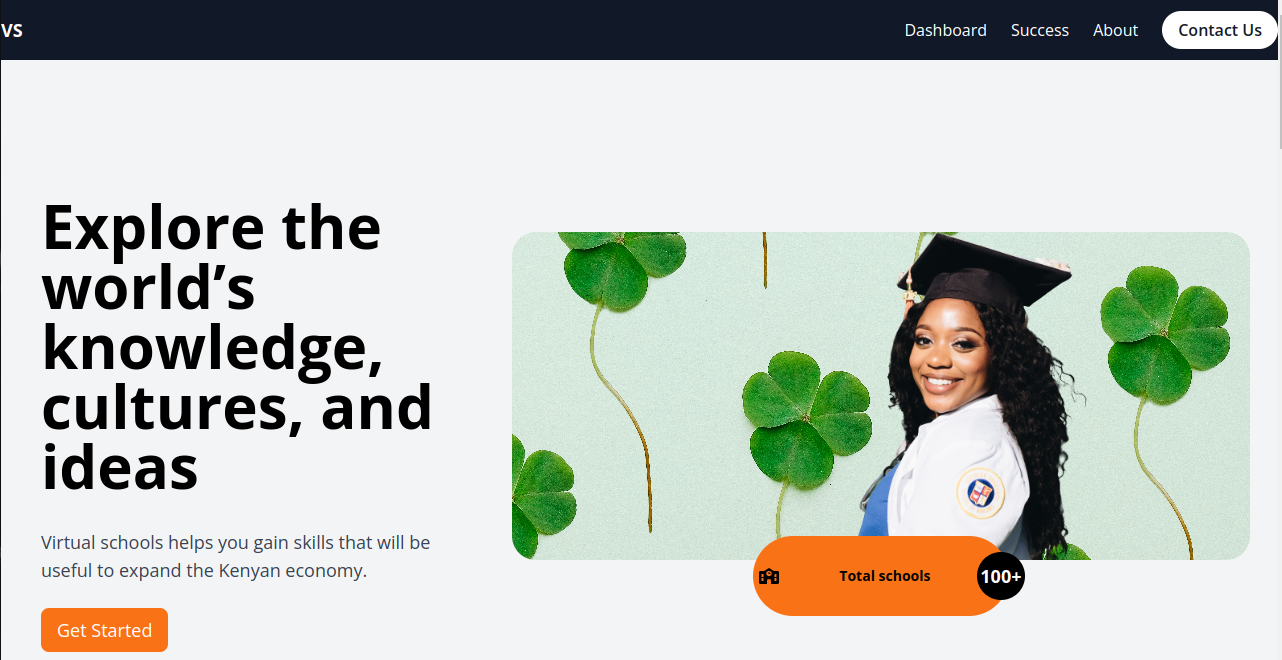 VS
Dashboard Success About Contact Us
Explore the
world’s
knowledge,
cultures, and
ideas
Virtual schools helps you gain skills that will be
useful to expand the Kenyan economy.
Get Started
Total schools 100+